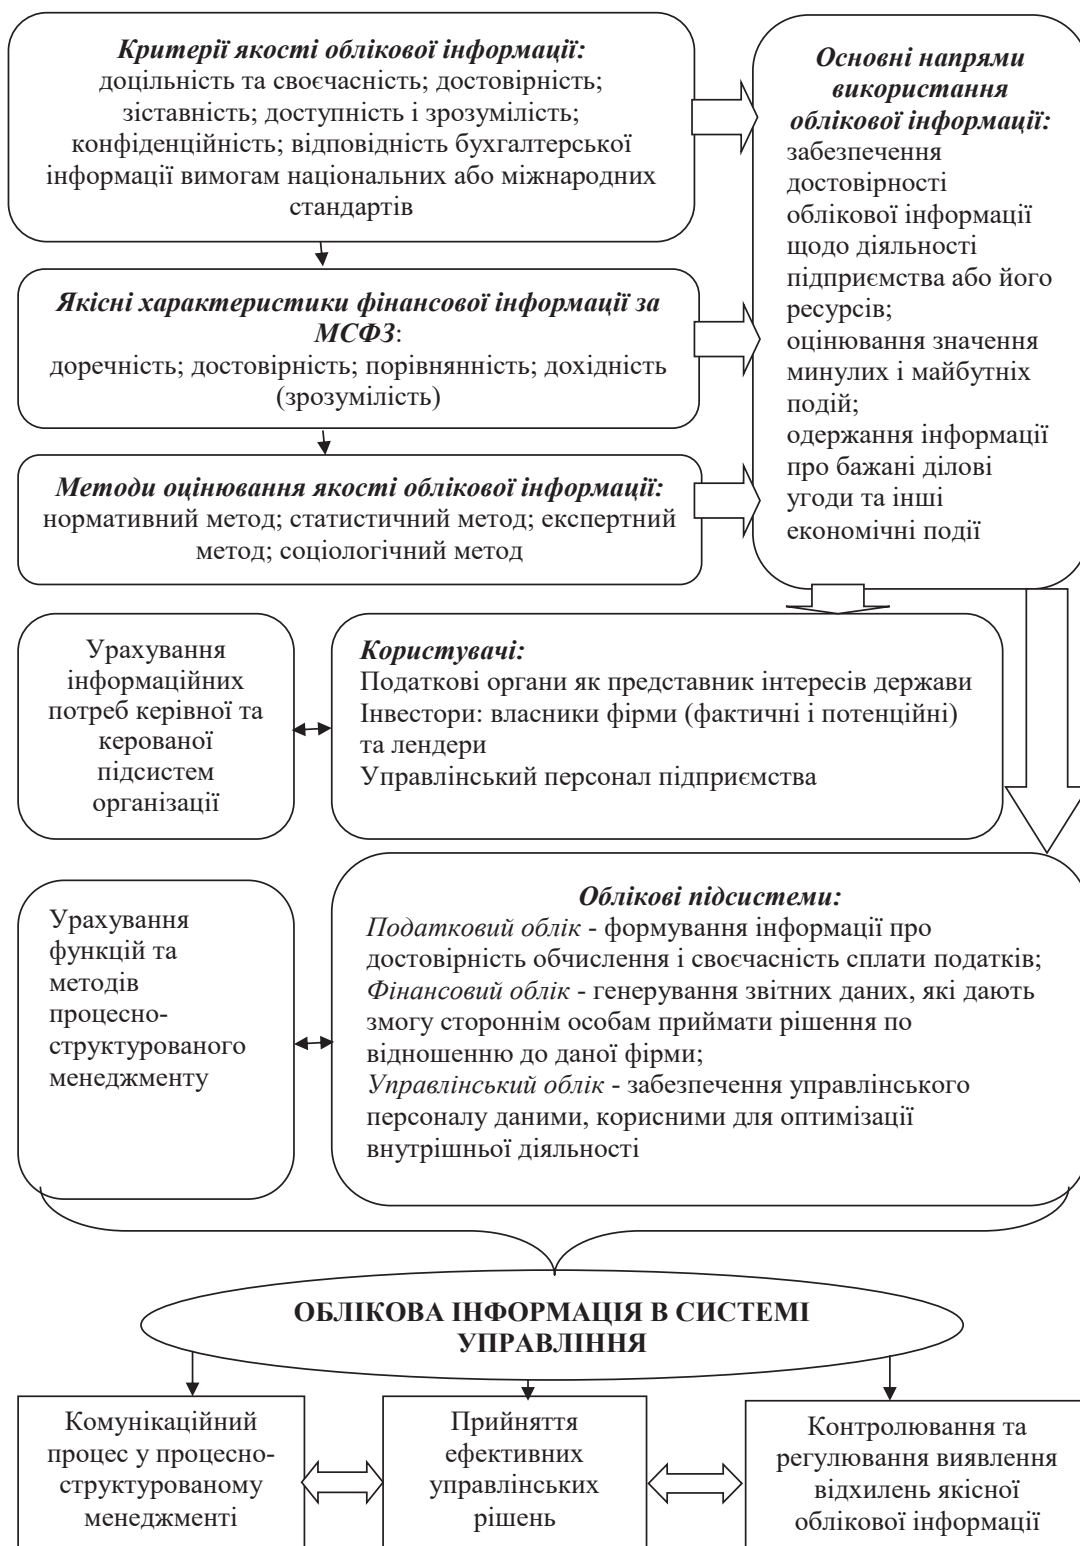 Критерії якості облікової інформації:
доцільність та своєчасність; достовірність;
зіставність; доступність і зрозумілість;
конфіденційність; відповідність бухгалтерської
інформації вимогам національних або міжнародних
стандартів
Якісні характеристики фінансової інформації за
МСФЗ:
доречність; достовірність; порівнянність; дохідність
(зрозумілість)
Методи оцінювання якості облікової інформації:
нормативний метод; статистичний метод; експертний
метод; соціологічний метод
Основні напрями
використання
облікової інформації:
забезпечення
достовірності
облікової інформації
щодо діяльності
підприємства або його
ресурсів;
оцінювання значення
минулих і майбутніх
подій;
одержання інформації
про бажані ділові
угоди та інші
економічні події
Урахування
інформаційних
потреб керівної та
керованої
підсистем
організації
Користувачі:
Податкові органи як представник інтересів держави
Інвестори: власники фірми (фактичні і потенційні)
та лендери
Управлінський персонал підприємства
Урахування
функцій та
методів
процесно-
структурованого
менеджменту
Облікові підсистеми:
Податковий облік - формування інформації про
достовірність обчислення і своєчасність сплати податків;
Фінансовий облік - генерування звітних даних, які дають
змогу стороннім особам приймати рішення по
відношенню до даної фірми;
Управлінський облік - забезпечення управлінського
персоналу даними, корисними для оптимізації
внутрішньої діяльності
ОБЛІКОВА ІНФОРМАЦІЯ В СИСТЕМІ
УПРАВЛІННЯ
Комунікаційний
процес у процесно-
структурованому
менеджменті
Прийняття
ефективних
управлінських
рішень
Контролювання та
регулювання виявлення
відхилень якісної
облікової інформації